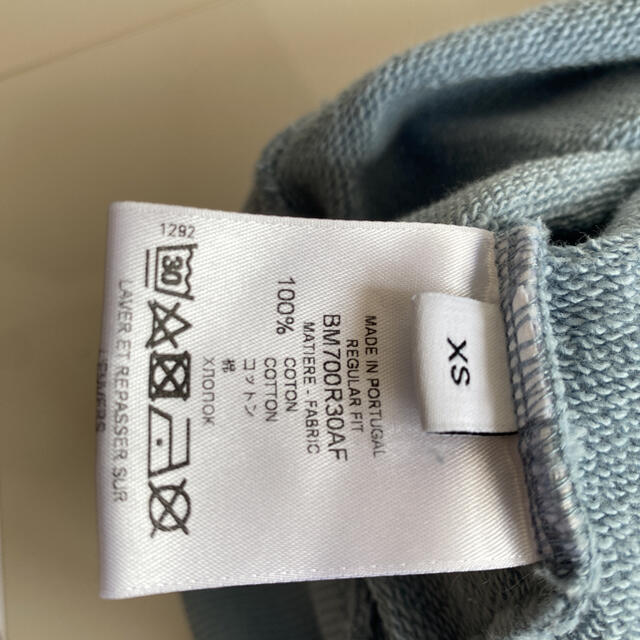 XS
MADE IN PORTUGAL
REGULAR FIT
BM700R30AF
MATIERE - FABRIC
100% COTON
COTTON
コットン
棉
ХЛОПОК
1292
30
LAVER ET REPASSER SUR